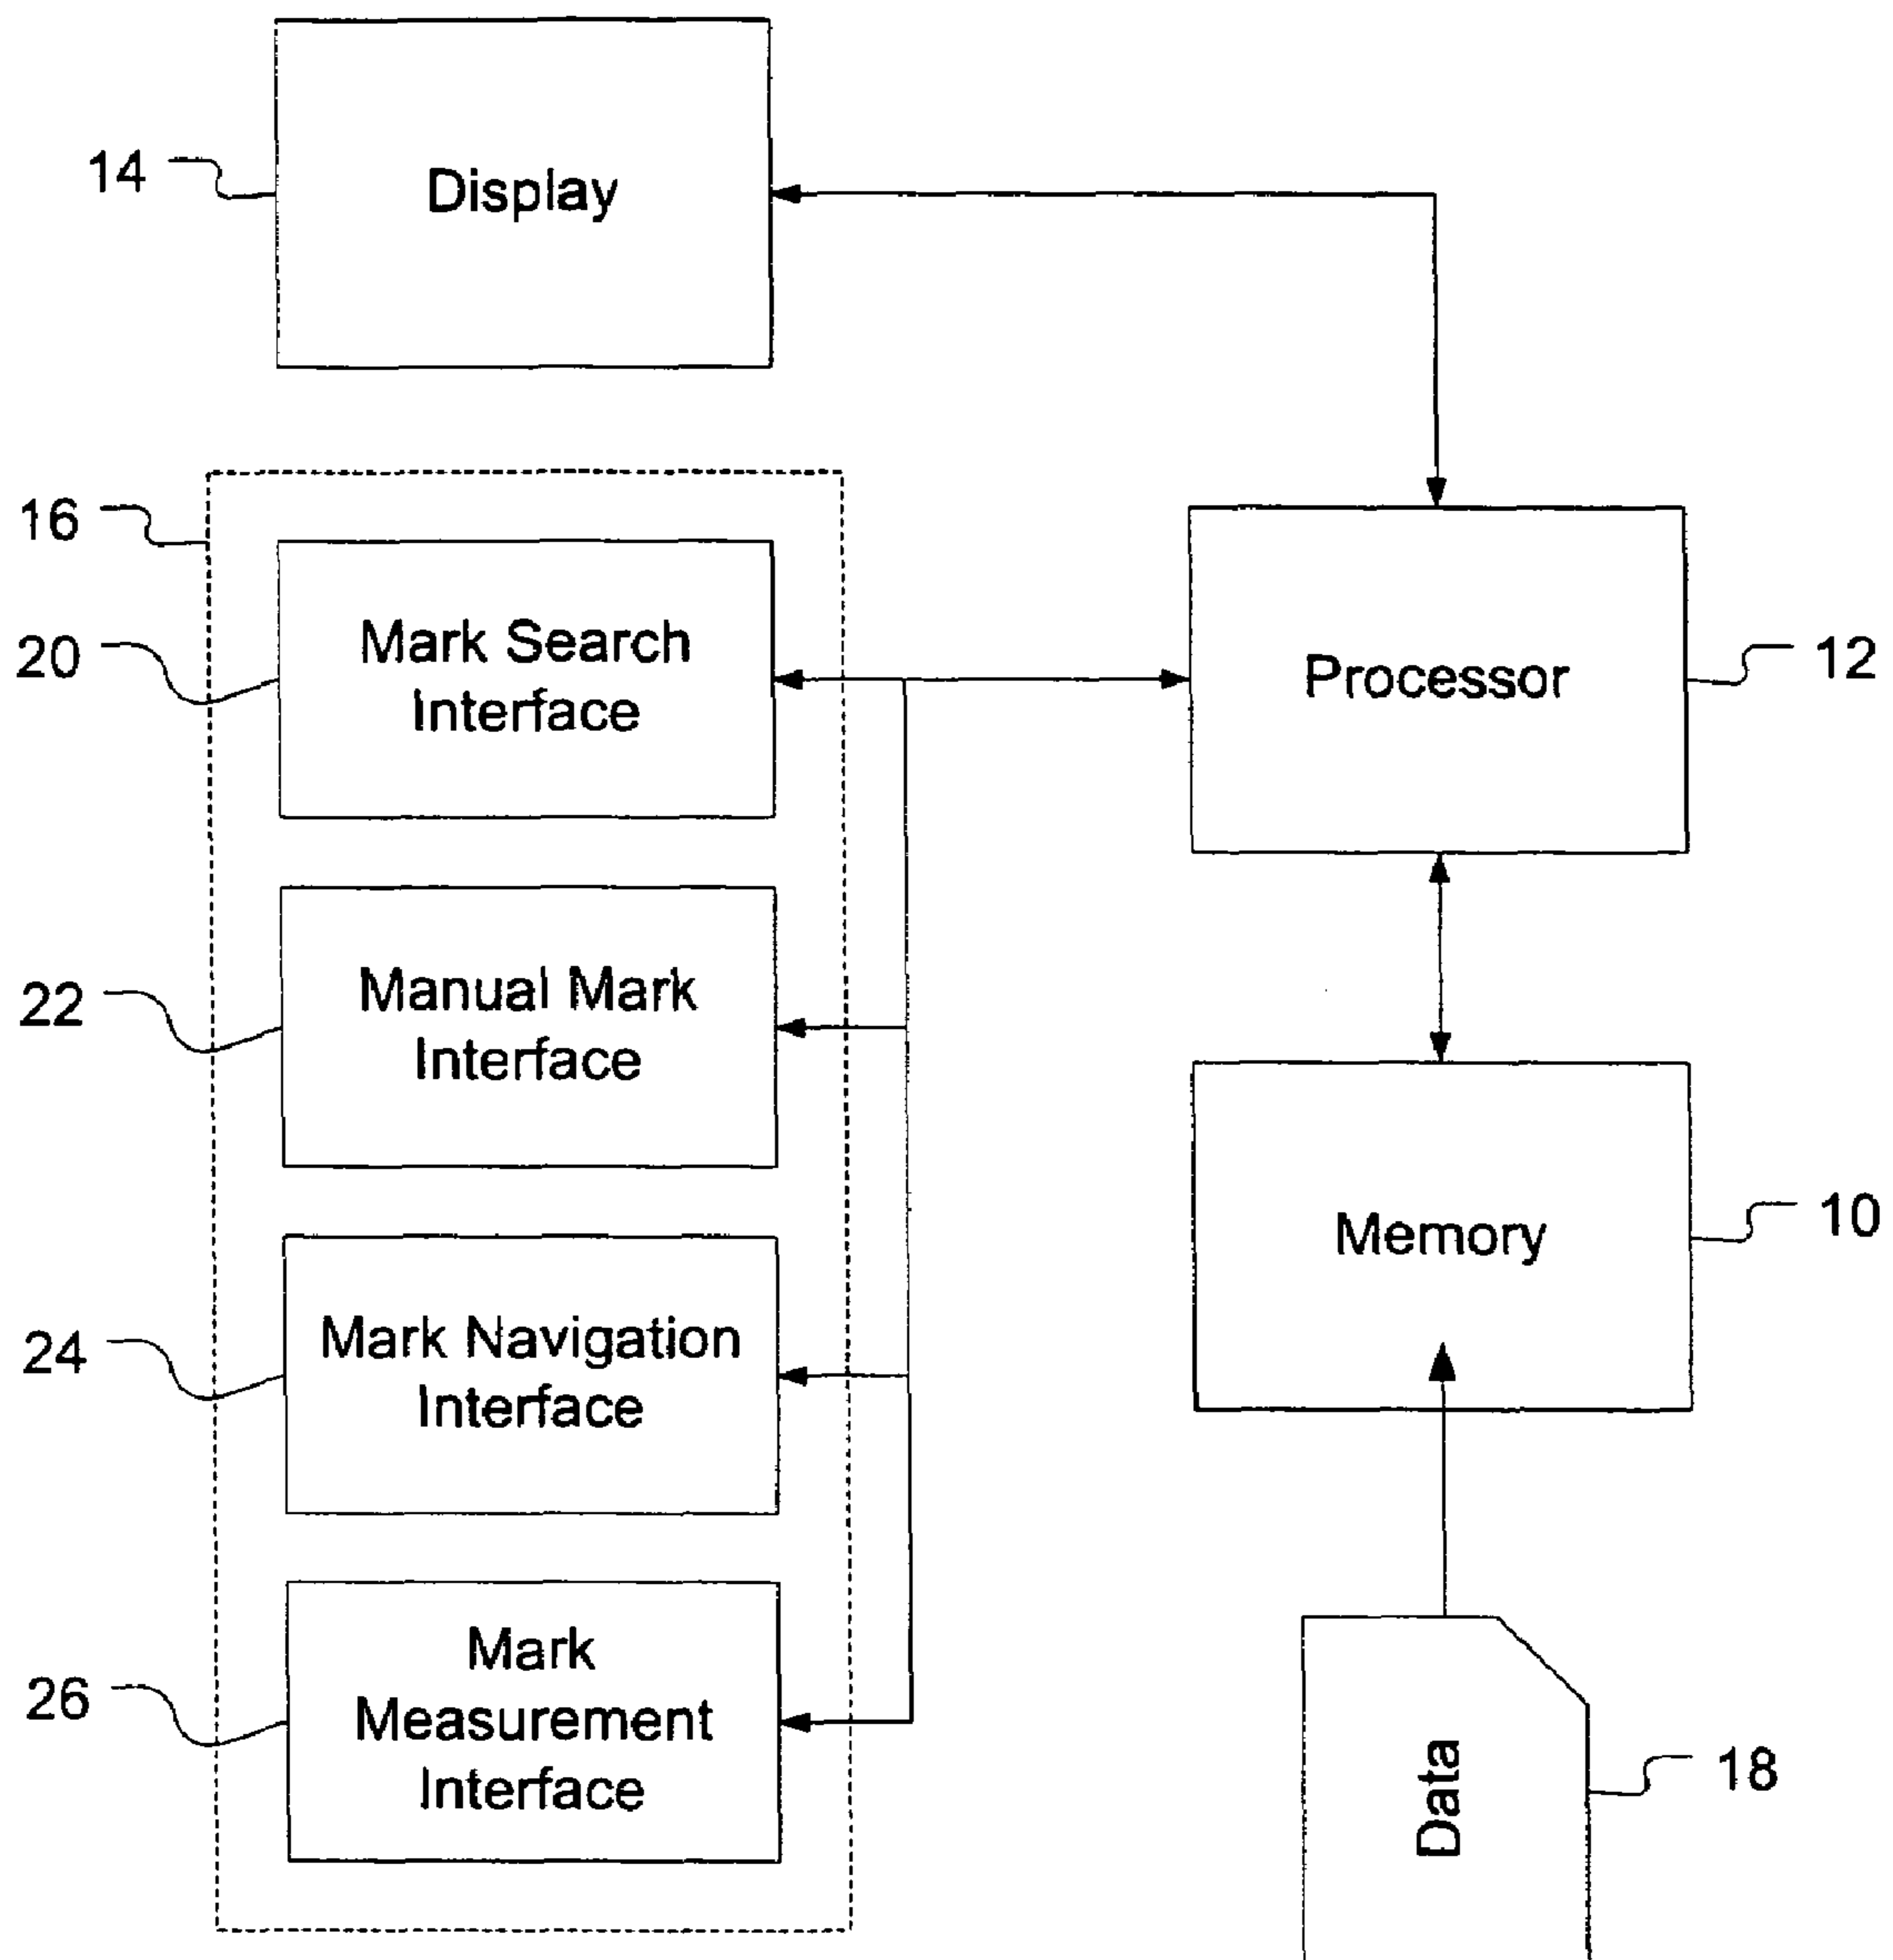 14
Display
16
20
Mark Search
Interface
Processor
12
22
Manual Mark
Interface
Memory
10
24
Mark Navigation
Interface
26
Mark
Measurement
Interface
Data
18